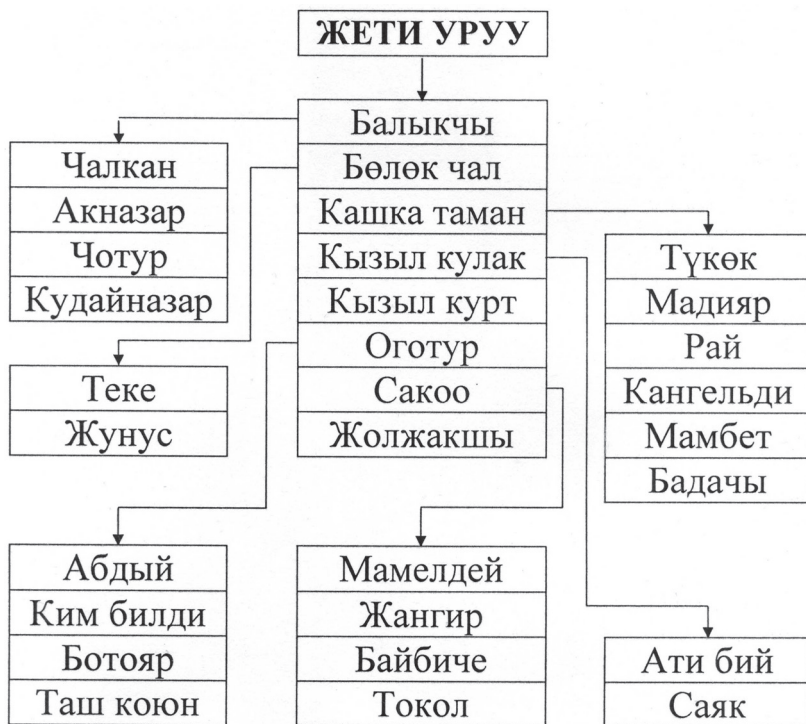 ЖЕТИ УРУУ
Балыкчы
Бөлөк чал
Кашка таман
Кызыл кулак
Кызыл курт
Оготур
Сакоо
Жолжакшы
Чалкан
Акназар
Чотур
Кудайназар
Теке
Жунус
Түкөк
Мадияр
Рай
Кангельди
Мамбет
Бадачы
Абдый
Ким билди
Ботояр
Таш коюн
Мамелдей
Жангир
Байбиче
Токол
Ати бий
Саяк